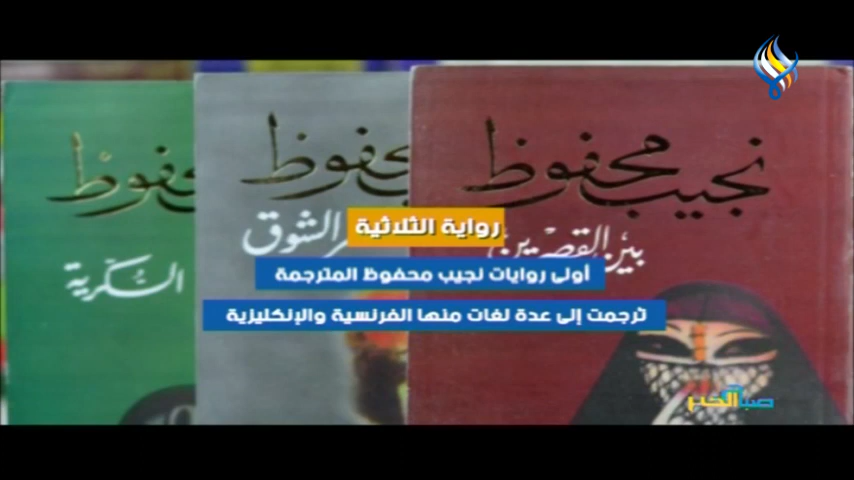 نجيب محفوظ
محفوظ
محفوظ
بين القصرين
الشوق
السكرية
رواية الثلاثية
أولى روايات نجيب محفوظ المترجمة
تُرجمت إلى عدة لغات منها الفرنسية والإنكليزية
صباح الخير